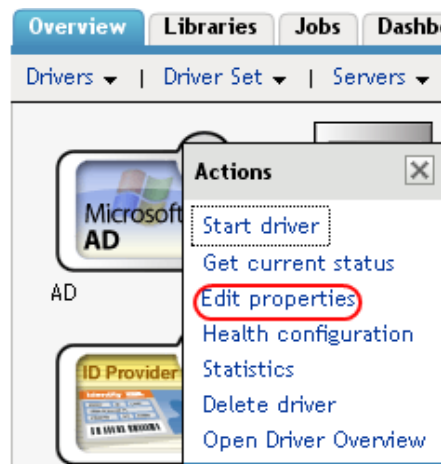 Overview Libraries Jobs Dashb
Drivers | Driver Set | Servers
Actions
Microsoft
AD
AD
Start driver
Get current status
Edit properties
Health configuration
Statistics
Delete driver
Open Driver Overview
ID Provider